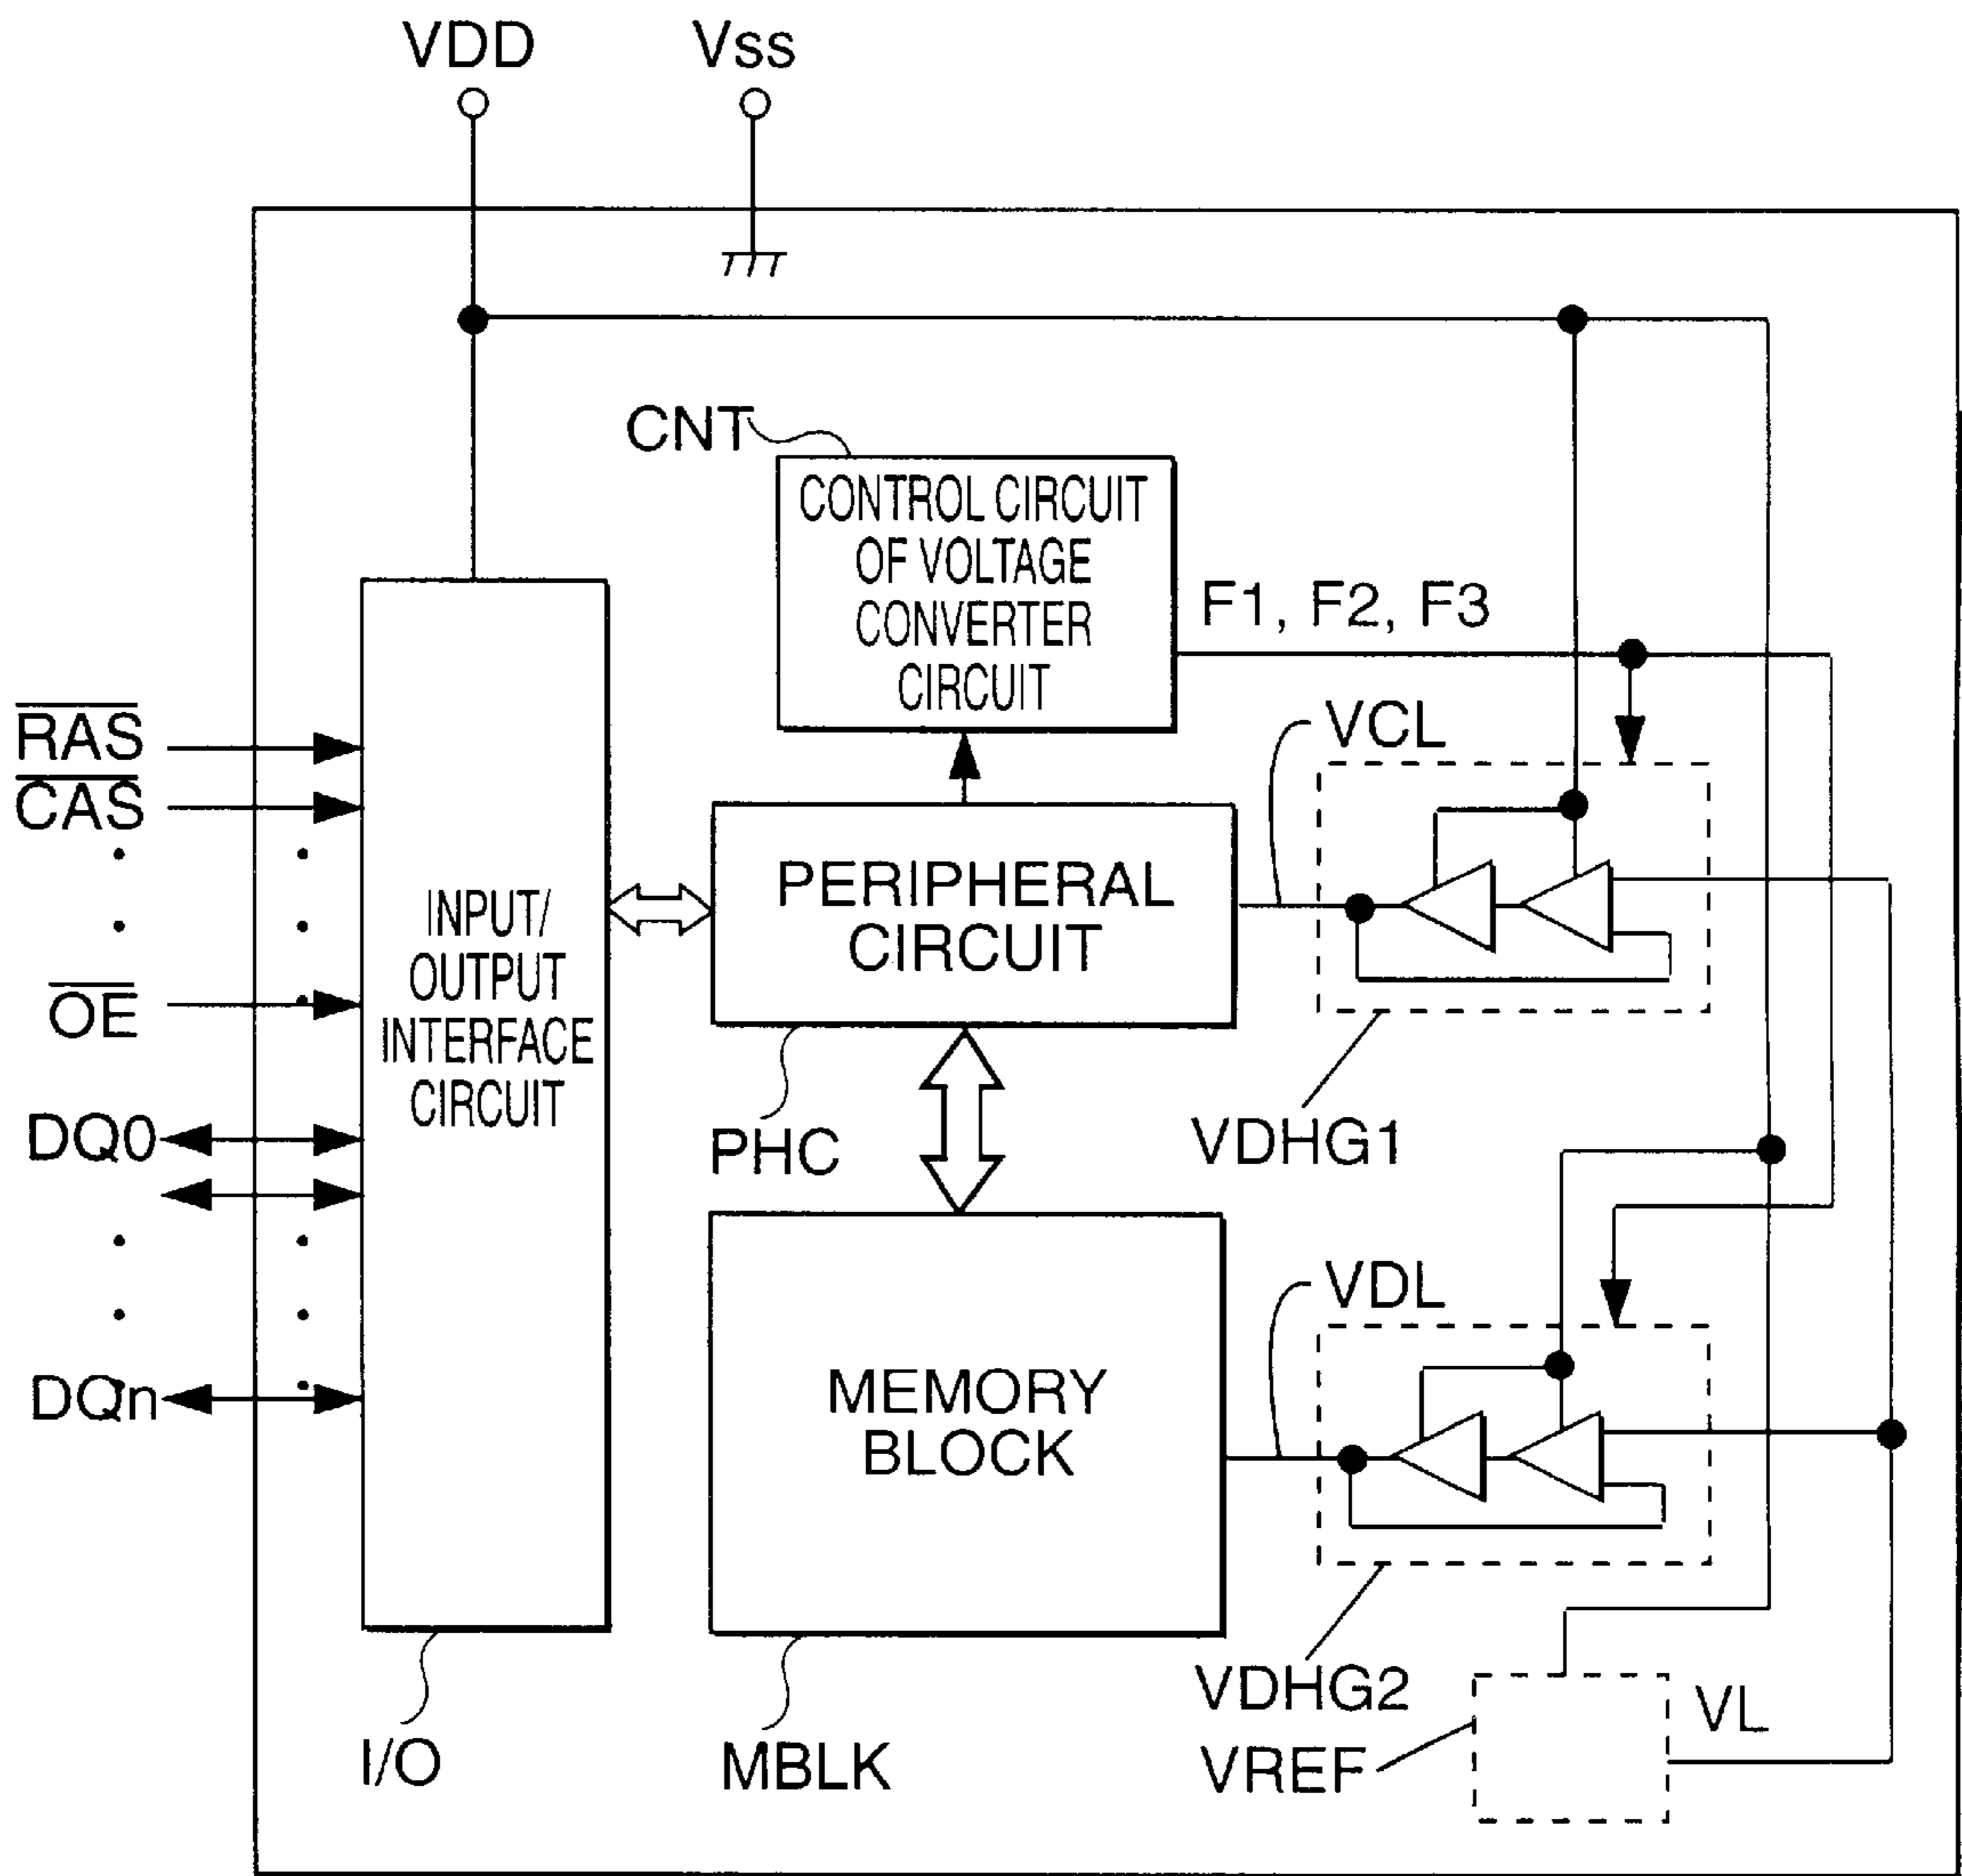 VDD
Vss
CNT
CONTROL CIRCUIT
OF VOLTAGE
CONVERTER
CIRCUIT
F1, F2, F3
RAS
CAS
OE
DQ0
DQn
INPUT/
OUTPUT
INTERFACE
CIRCUIT
I/O
PERIPHERAL
CIRCUIT
PHC
VCL
VDHG1
MEMORY
BLOCK
MBLK
VDL
VDHG2
VREF
VL